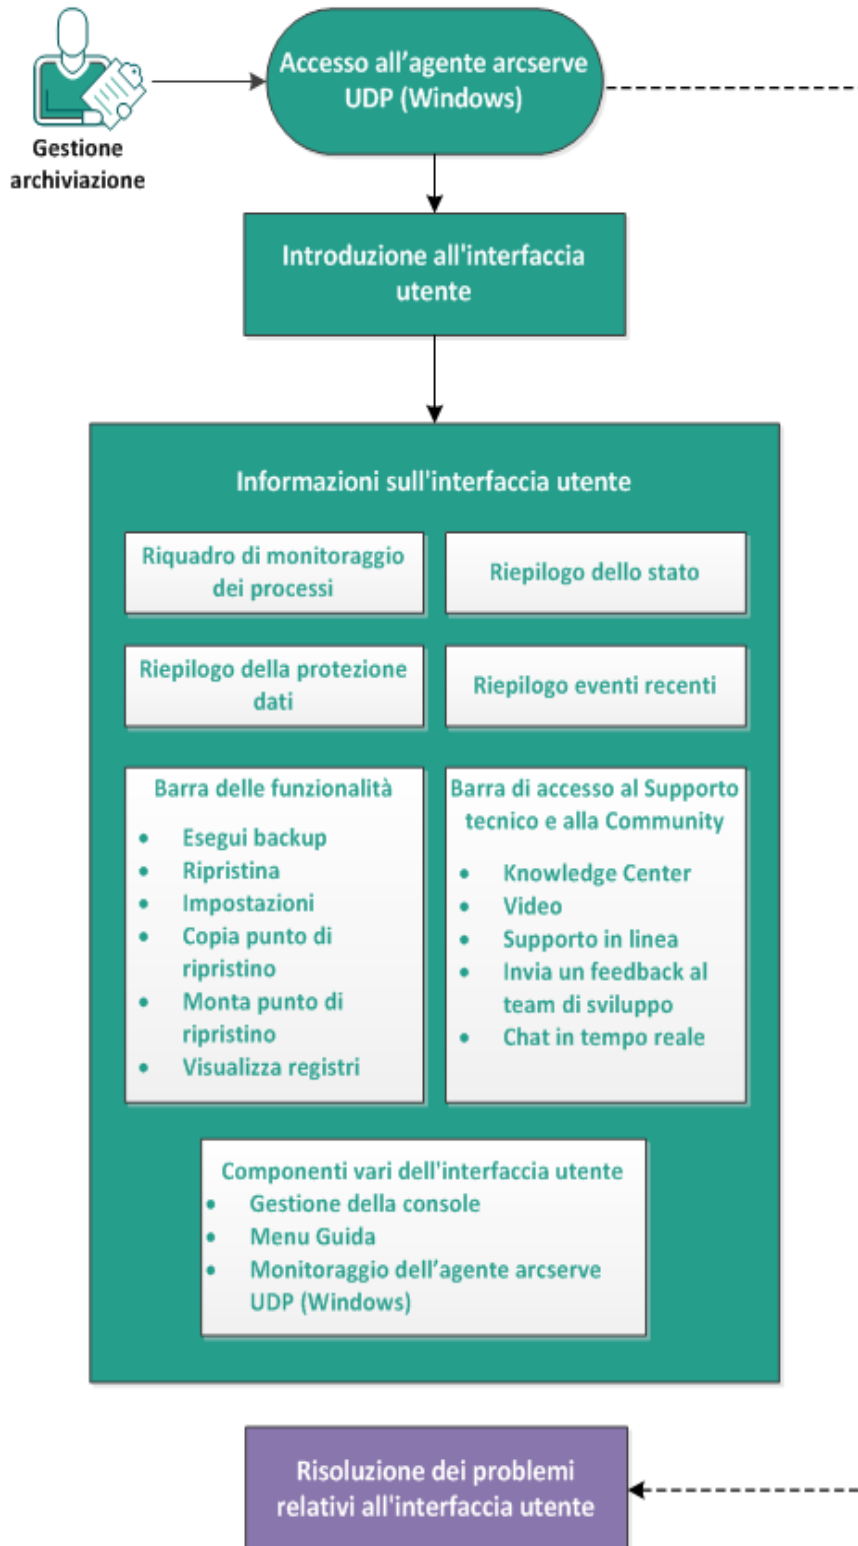 Gestione
archiviazione
Accesso all’agente arcserve
UDP (Windows)
Introduzione all'interfaccia
utente
Informazioni sull'interfaccia utente
Riquadro di monitoraggio
dei processi
Riepilogo dello stato
Riepilogo della protezione
dati
Riepilogo eventi recenti
Barra delle funzionalità
• Esegui backup
• Ripristina
• Impostazioni
• Copia punto di
ripristino
• Monta punto di
ripristino
• Visualizza registri
Barra di accesso al Supporto
tecnico e alla Community
• Knowledge Center
• Video
• Supporto in linea
• Invia un feedback al
team di sviluppo
• Chat in tempo reale
Componenti vari dell'interfaccia utente
• Gestione della console
• Menu Guida
• Monitoraggio dell’agente arcserve
UDP (Windows)
Risoluzione dei problemi
relativi all'interfaccia utente